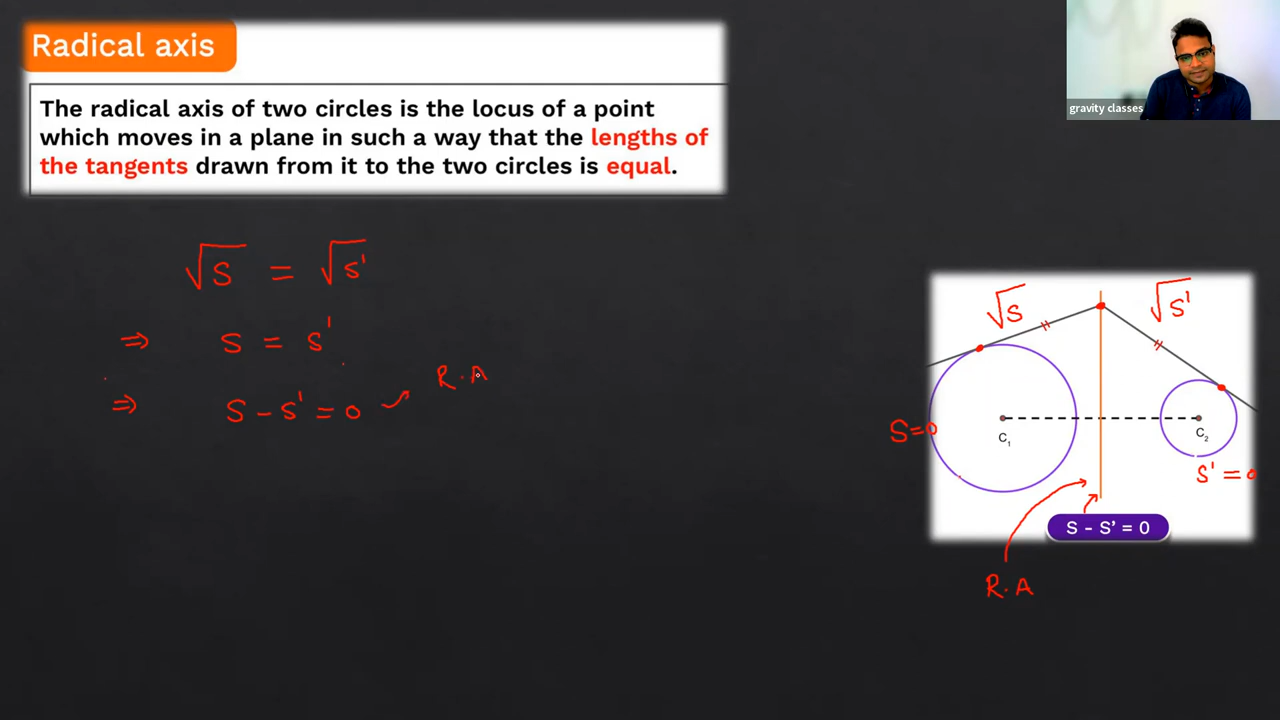 Radical axis
gravity classes
The radical axis of two circles is the locus of a point
which moves in a plane in such a way that the lengths of
the tangents drawn from it to the two circles is equal.
√S = √S'
⇒ S = S'
⇒ S - S' = 0
R.A
√S
√S'
S=0
C₁
C₂
S' = 0
S - S' = 0
R.A